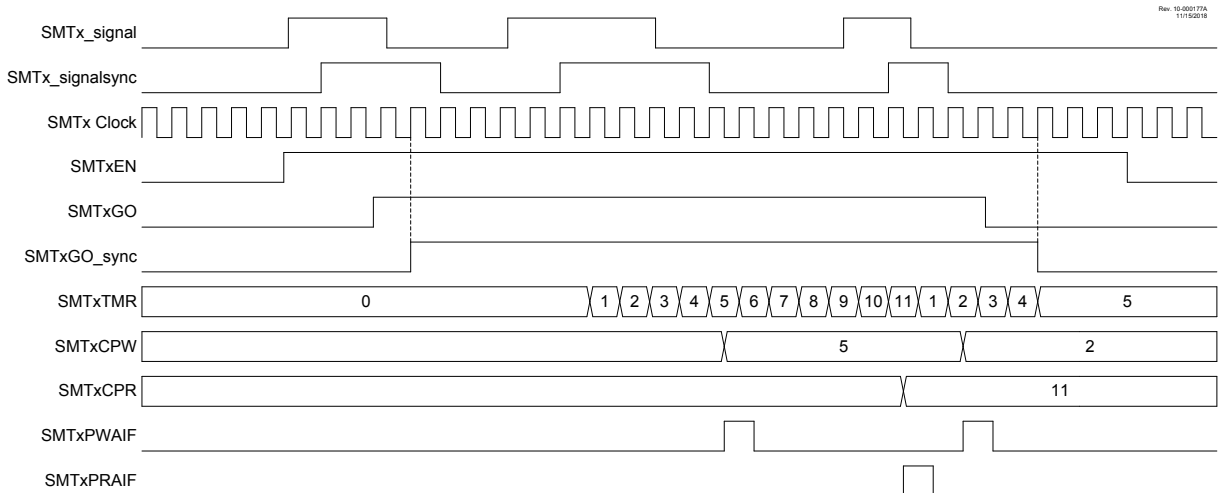 Rev. 10-000177A
11/15/2018
SMTx_signal
SMTx_signalsync
SMTx Clock
SMTxEN
SMTxGO
SMTxGO_sync
SMTxTMR 0 1 2 3 4 5 6 7 8 9 10 11 1 2 3 4 5
SMTxCPW 5 2
SMTxCPR 11
SMTxPWAIF
SMTxPRAIF